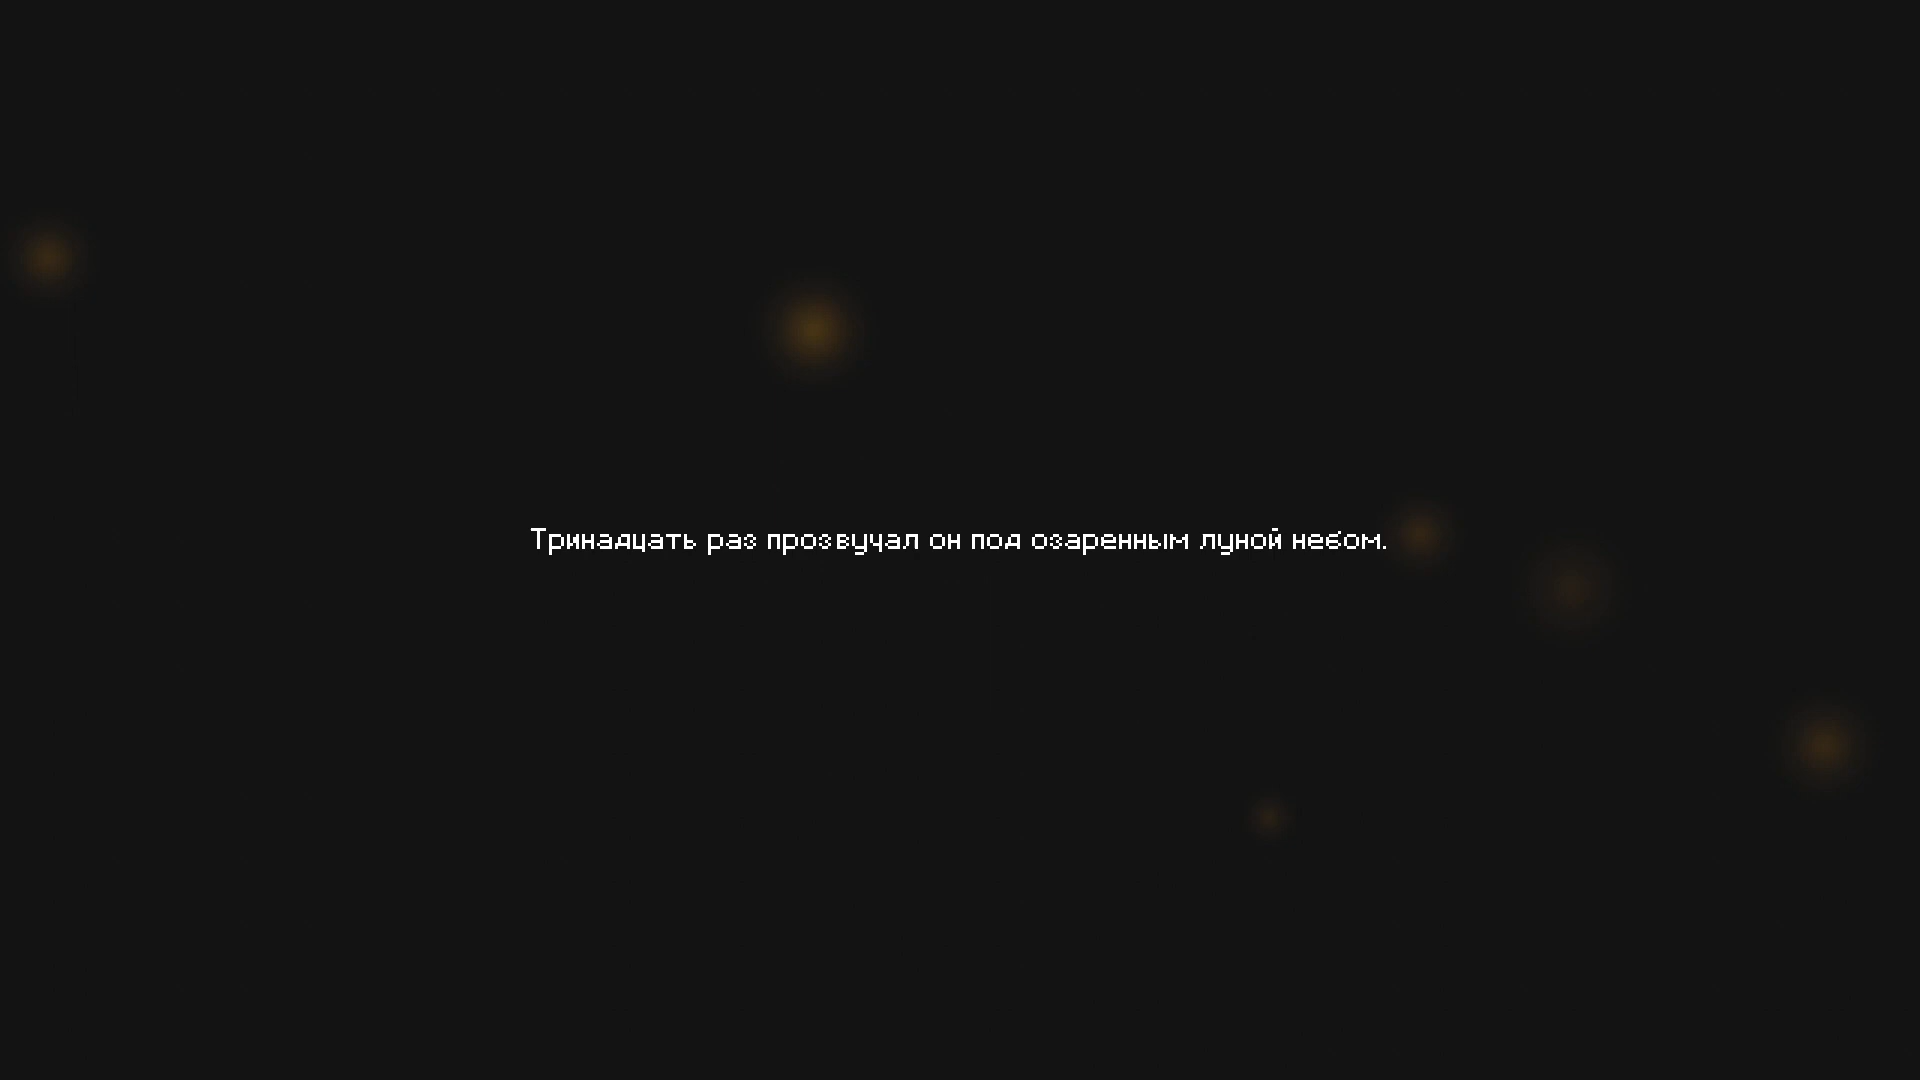 Тринадцать раз прозвучал он под озаренным луной небом.